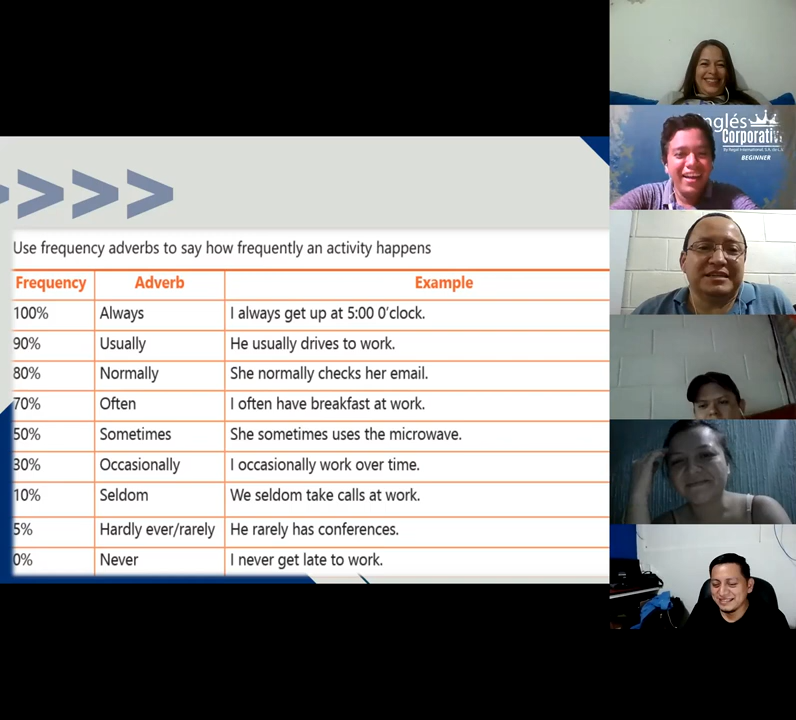 Use frequency adverbs to say how frequently an activity happens
Frequency Adverb Example
100% Always I always get up at 5:00 0'clock.
90% Usually He usually drives to work.
80% Normally She normally checks her email.
70% Often I often have breakfast at work.
50% Sometimes She sometimes uses the microwave.
30% Occasionally I occasionally work over time.
10% Seldom We seldom take calls at work.
5% Hardly ever/rarely He rarely has conferences.
0% Never I never get late to work.
nglés
Corporativ
BEGINNER